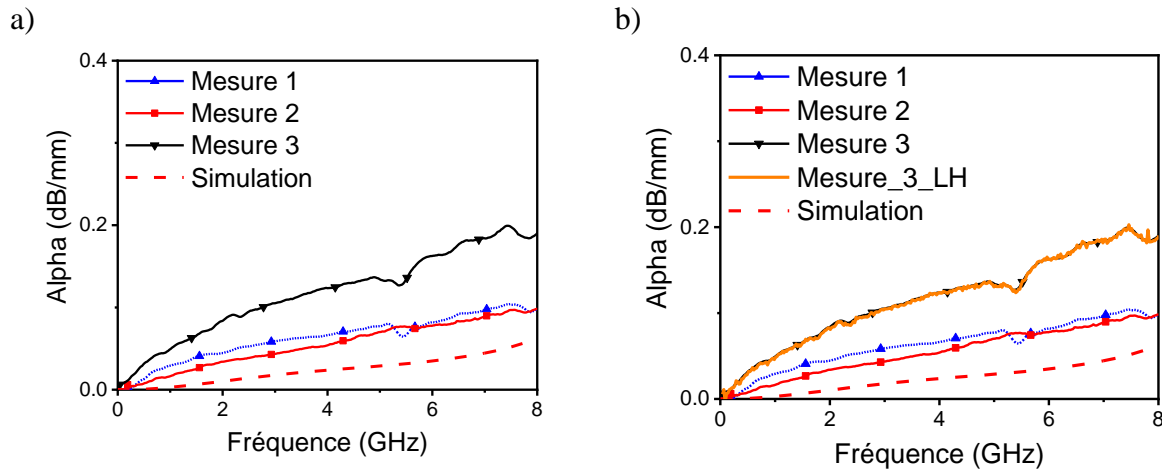 a)
0.4
0.2
0.0
Alpha (dB/mm)
Mesure 1
Mesure 2
Mesure 3
Simulation
0 2 4 6 8
Fréquence (GHz)
b)
0.4
0.2
0.0
Alpha (dB/mm)
Mesure 1
Mesure 2
Mesure 3
Mesure_3_LH
Simulation
0 2 4 6 8
Fréquence (GHz)